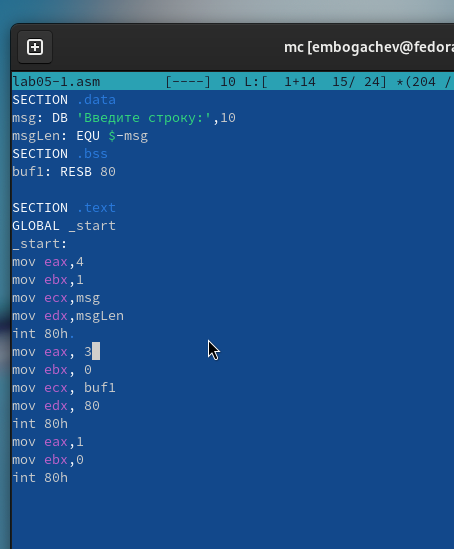 mc [embogachev@fedora
lab05-1.asm [----] 10 L:[ 1+14 15/ 24] *(204 /
SECTION .data
msg: DB 'Введите строку:',10
msgLen: EQU $-msg
SECTION .bss
buf1: RESB 80
SECTION .text
GLOBAL _start
_start:
mov eax,4
mov ebx,1
mov ecx,msg
mov edx,msgLen
int 80h.
mov eax, 3
mov ebx, 0
mov ecx, buf1
mov edx, 80
int 80h
mov eax,1
mov ebx,0
int 80h